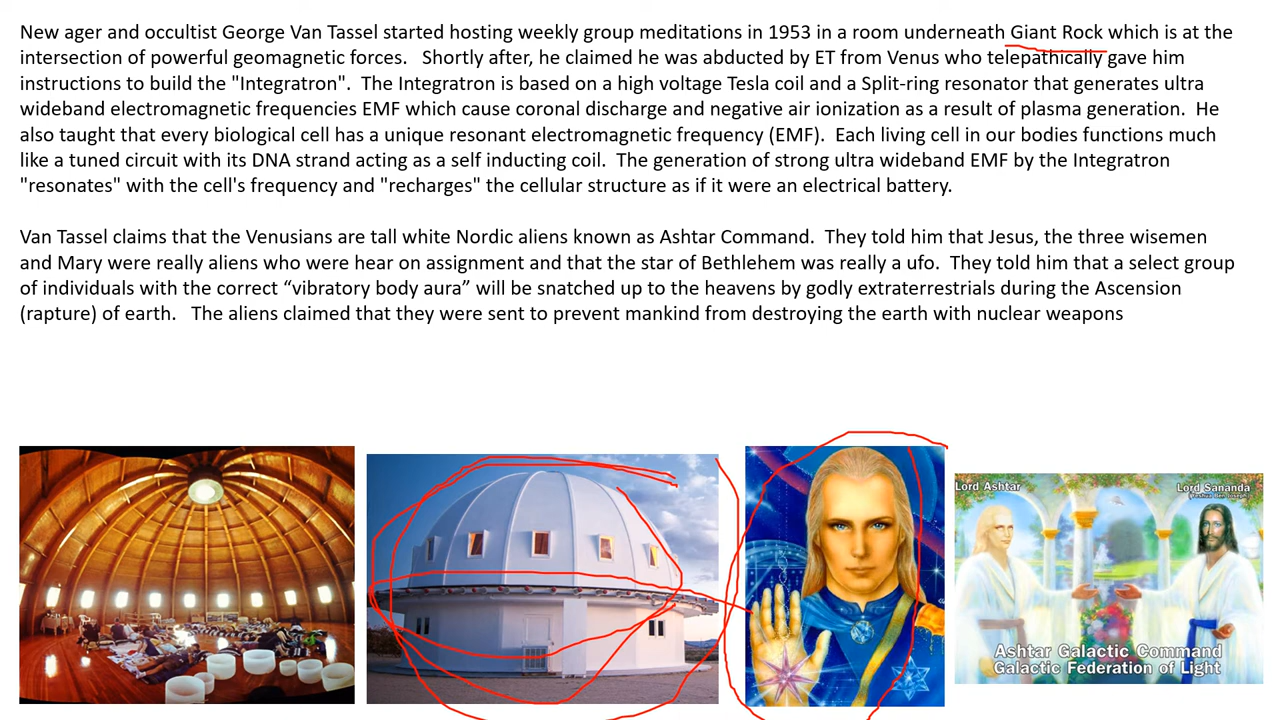 New ager and occultist George Van Tassel started hosting weekly group meditations in 1953 in a room underneath Giant Rock which is at the
intersection of powerful geomagnetic forces.   Shortly after, he claimed he was abducted by ET from Venus who telepathically gave him
instructions to build the "Integratron".  The Integratron is based on a high voltage Tesla coil and a Split-ring resonator that generates ultra
wideband electromagnetic frequencies EMF which cause coronal discharge and negative air ionization as a result of plasma generation.  He
also taught that every biological cell has a unique resonant electromagnetic frequency (EMF).  Each living cell in our bodies functions much
like a tuned circuit with its DNA strand acting as a self inducting coil.  The generation of strong ultra wideband EMF by the Integratron
"resonates" with the cell's frequency and "recharges" the cellular structure as if it were an electrical battery.
Van Tassel claims that the Venusians are tall white Nordic aliens known as Ashtar Command.  They told him that Jesus, the three wisemen
and Mary were really aliens who were hear on assignment and that the star of Bethlehem was really a ufo.  They told him that a select group
of individuals with the correct “vibratory body aura” will be snatched up to the heavens by godly extraterrestrials during the Ascension
(rapture) of earth.   The aliens claimed that they were sent to prevent mankind from destroying the earth with nuclear weapons
Lord Ashtar
Lord Sananda
Ashtar Galactic Command
Galactic Federation of Light